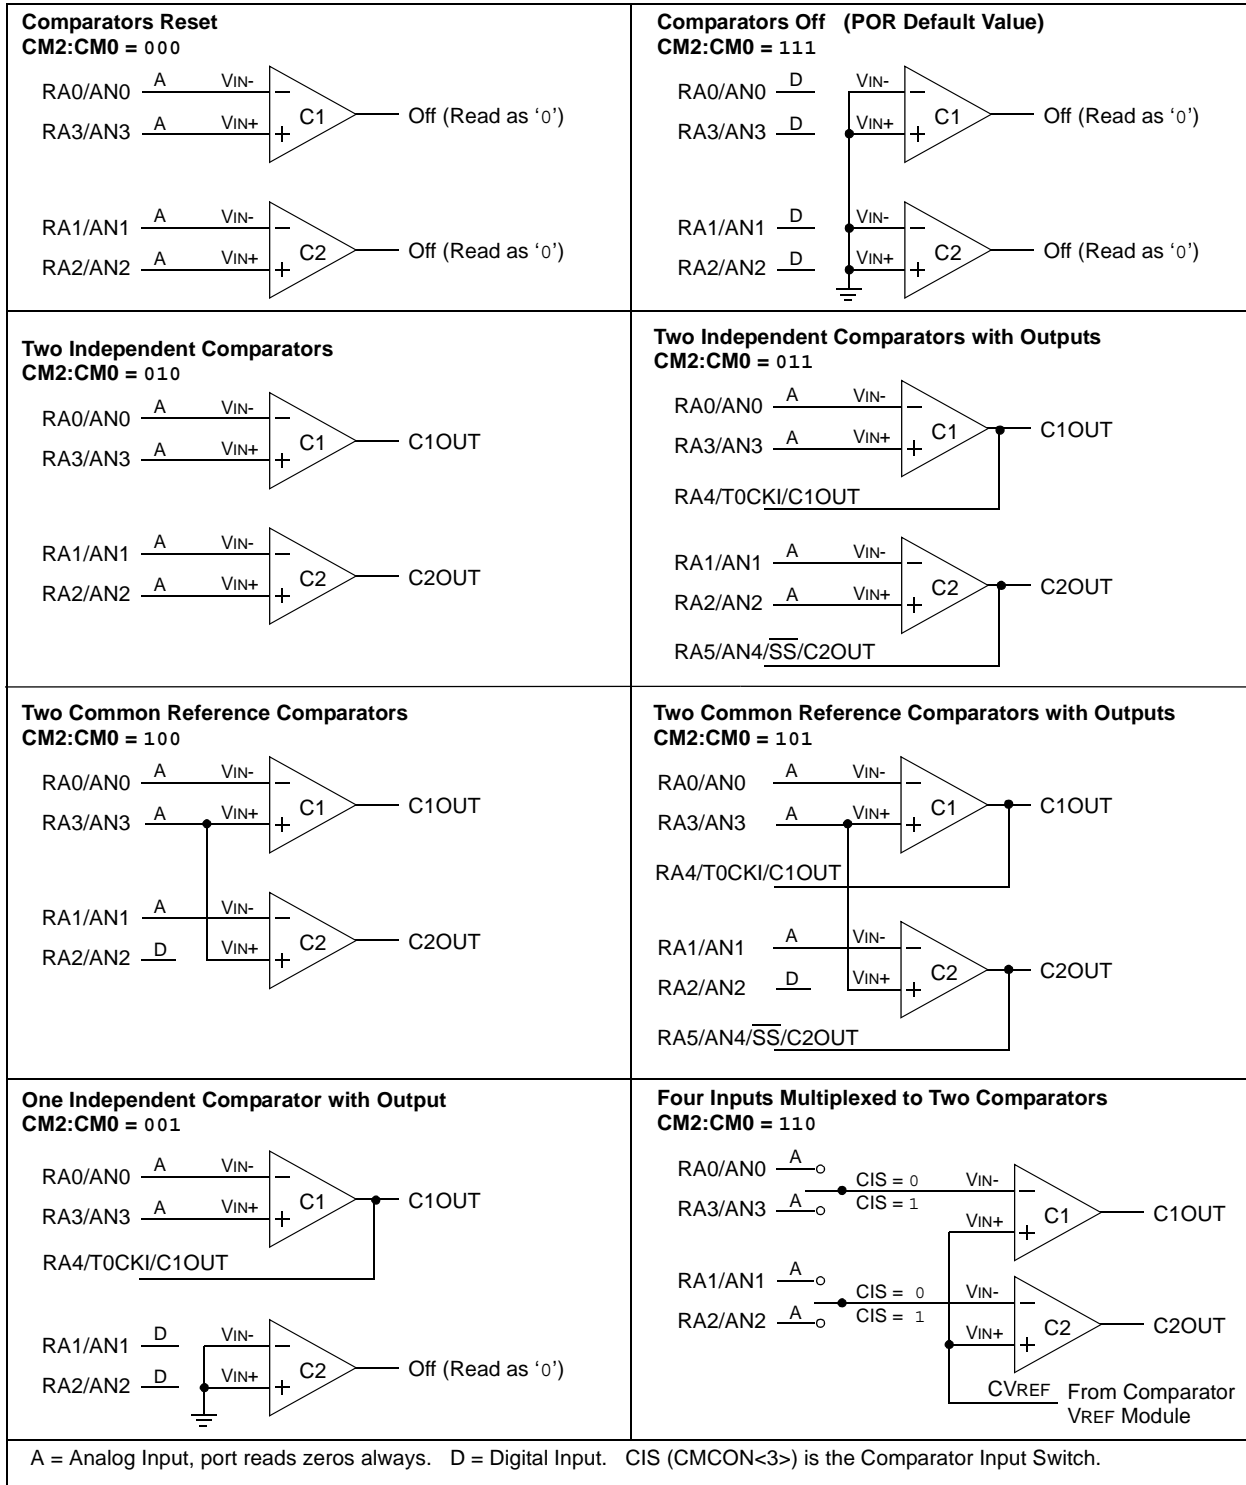 Comparators Reset
CM2:CM0 = 000
RA0/AN0 A VIN-
RA3/AN3 A VIN+
C1
Off (Read as ‘0’)
RA1/AN1 A VIN-
RA2/AN2 A VIN+
C2
Off (Read as ‘0’)
Comparators Off (POR Default Value)
CM2:CM0 = 111
RA0/AN0 D VIN-
RA3/AN3 D VIN+
C1
Off (Read as ‘0’)
RA1/AN1 D VIN-
RA2/AN2 D VIN+
C2
Off (Read as ‘0’)
Two Independent Comparators
CM2:CM0 = 010
RA0/AN0 A VIN-
RA3/AN3 A VIN+
C1
C1OUT
RA1/AN1 A VIN-
RA2/AN2 A VIN+
C2
C2OUT
Two Independent Comparators with Outputs
CM2:CM0 = 011
RA0/AN0 A VIN-
RA3/AN3 A VIN+
C1
C1OUT
RA4/T0CKI/C1OUT
RA1/AN1 A VIN-
RA2/AN2 A VIN+
C2
C2OUT
RA5/AN4/SS/C2OUT
Two Common Reference Comparators
CM2:CM0 = 100
RA0/AN0 A VIN-
RA3/AN3 A VIN+
C1
C1OUT
RA1/AN1 A VIN-
RA2/AN2 D VIN+
C2
C2OUT
Two Common Reference Comparators with Outputs
CM2:CM0 = 101
RA0/AN0 A VIN-
RA3/AN3 A VIN+
C1
C1OUT
RA4/T0CKI/C1OUT
RA1/AN1 A VIN-
RA2/AN2 D VIN+
C2
C2OUT
RA5/AN4/SS/C2OUT
One Independent Comparator with Output
CM2:CM0 = 001
RA0/AN0 A VIN-
RA3/AN3 A VIN+
C1
C1OUT
RA4/T0CKI/C1OUT
RA1/AN1 D VIN-
RA2/AN2 D VIN+
C2
Off (Read as ‘0’)
Four Inputs Multiplexed to Two Comparators
CM2:CM0 = 110
RA0/AN0 A
CIS = 0 VIN-
RA3/AN3 A CIS = 1
VIN+
C1
C1OUT
RA1/AN1 A
CIS = 0 VIN-
RA2/AN2 A CIS = 1
VIN+
C2
C2OUT
CVREF From Comparator
VREF Module
A = Analog Input, port reads zeros always. D = Digital Input. CIS (CMCON<3>) is the Comparator Input Switch.